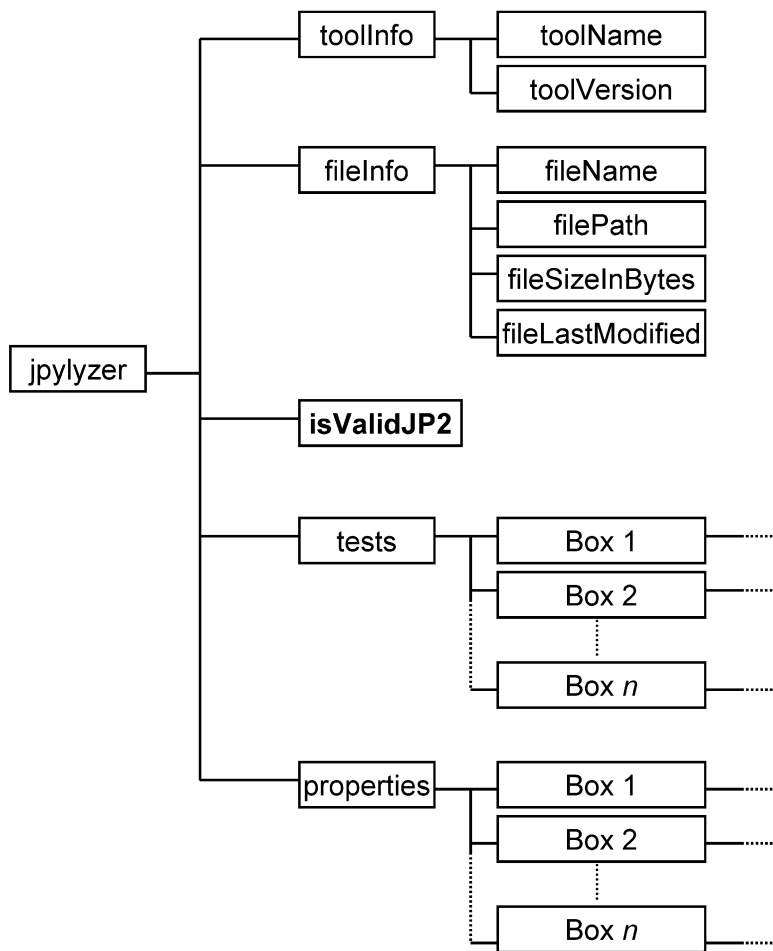 toolInfo
toolName
toolVersion
fileInfo
fileName
filePath
fileSizeInBytes
fileLastModified
jpylyzer
isValidJP2
tests
Box 1
Box 2
Box n
properties
Box 1
Box 2
Box n